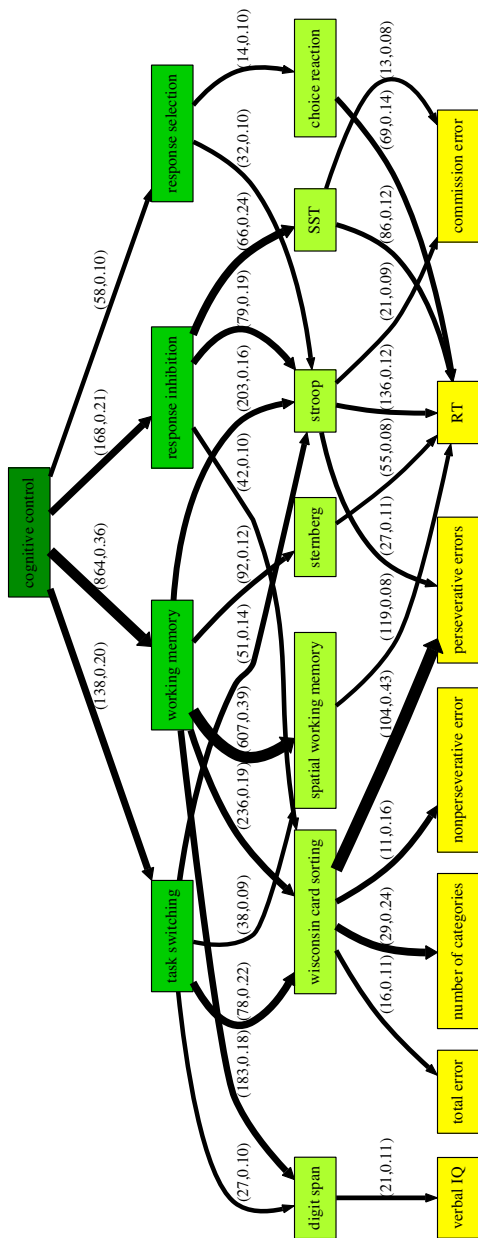 cognitive control
(138,0.20)
(864,0.36)
(168,0.21)
(58,0.10)
task switching
working memory
response inhibition
response selection
(27,0.10)
(183,0.18)
(78,0.22)
(38,0.09)
(236,0.19)
(607,0.39)
(51,0.14)
(92,0.12)
(42,0.10)
(203,0.16)
(79,0.19)
(66,0.24)
(32,0.10)
(14,0.10)
digit span
wisconsin card sorting
spatial working memory
sternberg
stroop
SST
choice reaction
(21,0.11)
(16,0.11)
(29,0.24)
(11,0.16)
(104,0.43)
(119,0.08)
(27,0.11)
(55,0.08)
(136,0.12)
(21,0.09)
(86,0.12)
(69,0.14)
(13,0.08)
verbal IQ
total error
number of categories
nonperseverative error
perseverative errors
RT
commission error